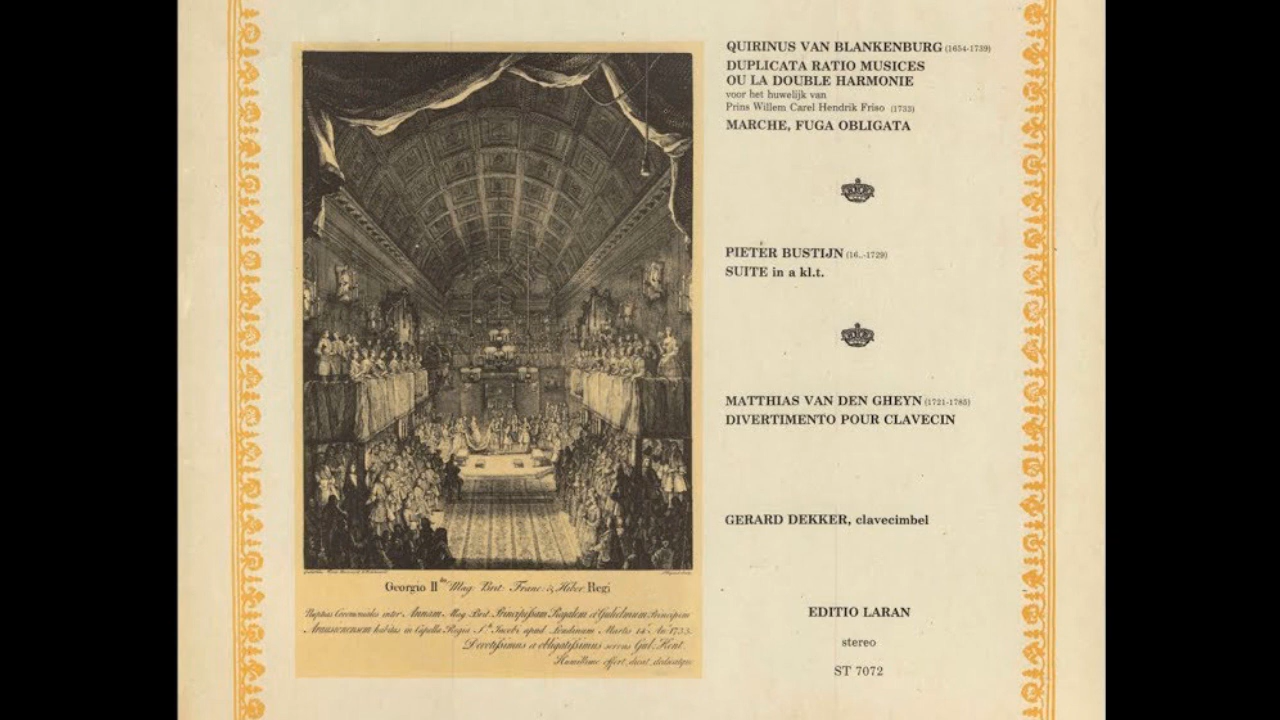 QUIRINUS VAN BLANKENBURG (1654-1739)
DUPLICATA RATIO MUSICES
OU LA DOUBLE HARMONIE
voor het huwelijk van
Prins Willem Carel Hendrik Friso (1733)
MARCHE, FUGA OBLIGATA
PIETER BUSTIJN (16..-1729)
SUITE in a kl.t.
MATTHIAS VAN DEN GHEYN (1721-1785)
DIVERTIMENTO POUR CLAVECIN
GERARD DEKKER, clavecimbel
EDITIO LARAN
stereo
ST 7072
Georgio II Mag. Brit. Franc: & Hiber Regi
Nuptias Ceremoniales inter Annam Mag. Brit. Principissam Regalem et Gulielmum Principem
Arausionensem habitas in Capella Regia Sti. Jacobi apud Londinum Martis 14º An: 1733.
Devotissimus et obligatissimus servus Gul. Kent.
Humillime offert, dicat, dedicatque